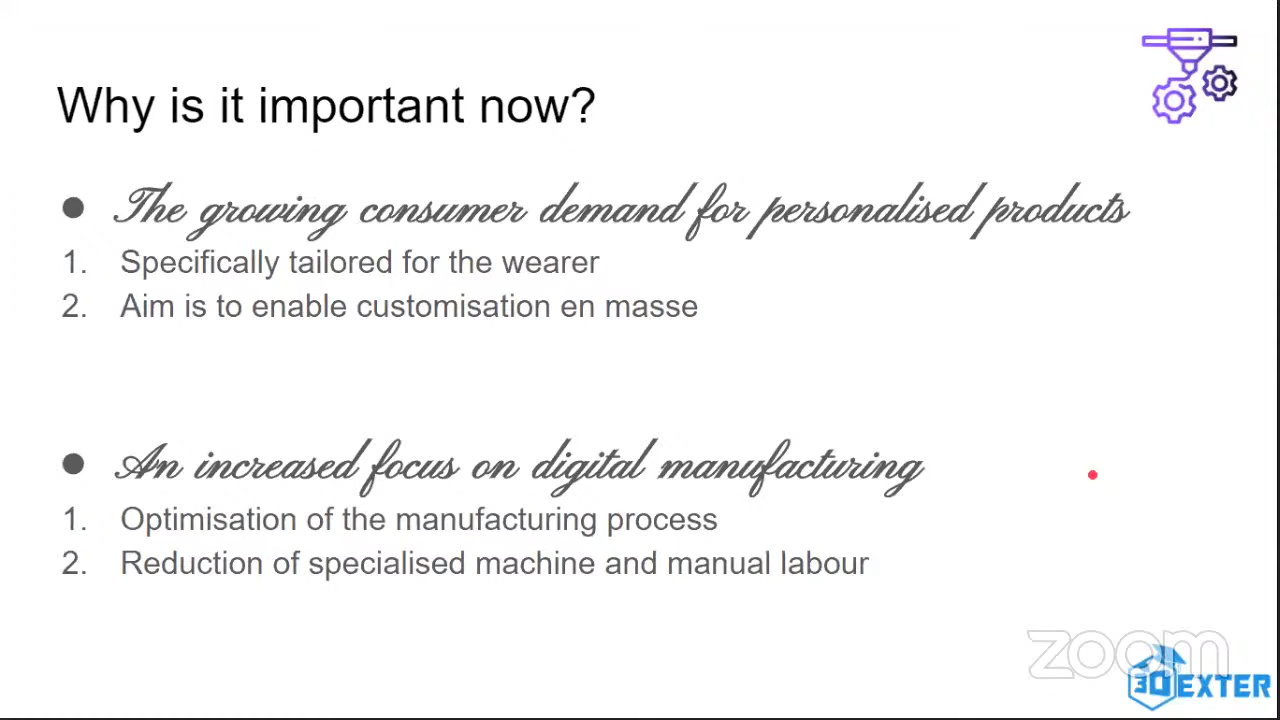 Why is it important now?
● The growing consumer demand for personalised products
1. Specifically tailored for the wearer
2. Aim is to enable customisation en masse
● An increased focus on digital manufacturing
1. Optimisation of the manufacturing process
2. Reduction of specialised machine and manual labour
zoom
3DEXTER